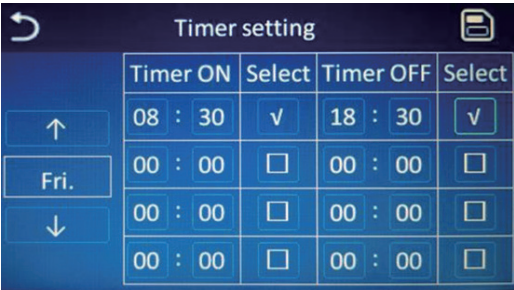 Timer setting
Timer ON Select Timer OFF Select
08 : 30 √ 18 : 30 √
00 : 00 □ 00 : 00 □
Fri.
00 : 00 □ 00 : 00 □
00 : 00 □ 00 : 00 □